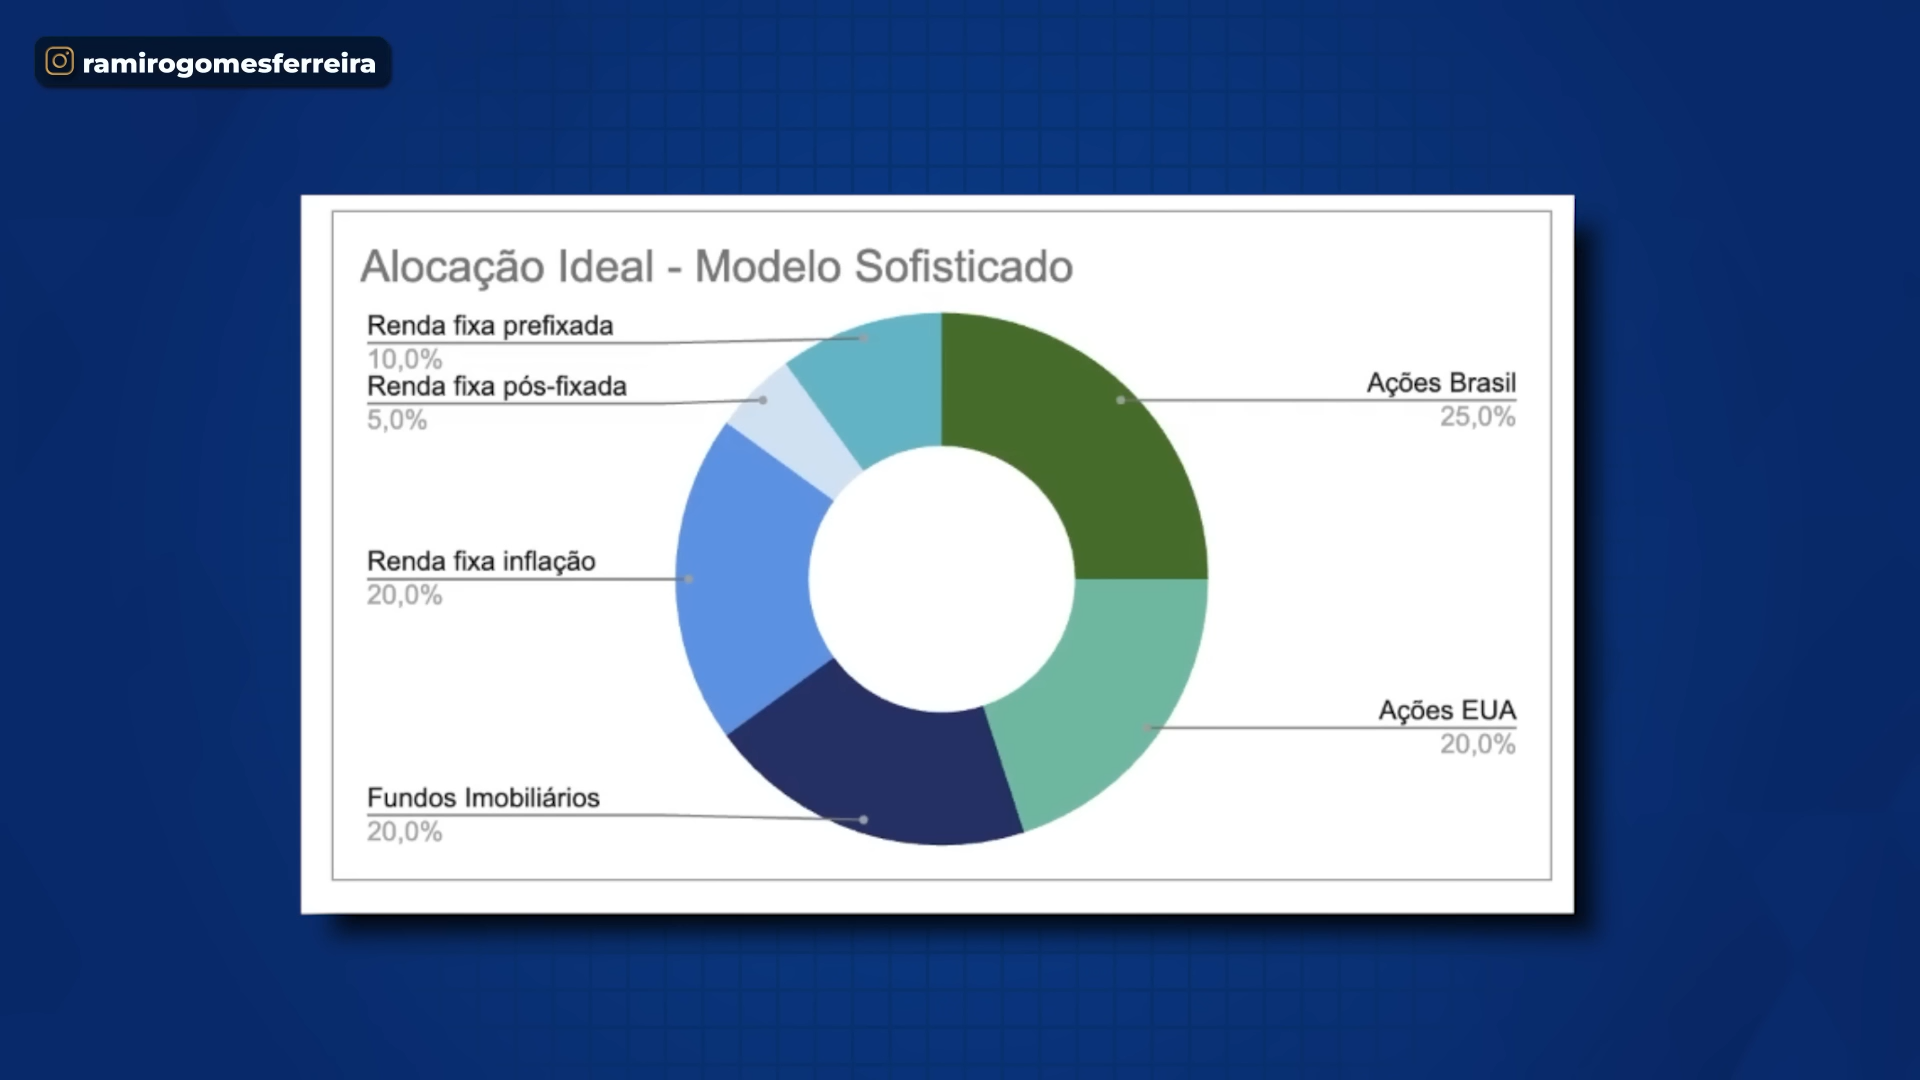 ramirogomesferreira
Alocação Ideal - Modelo Sofisticado
Renda fixa prefixada
10,0%
Renda fixa pós-fixada
5,0%
Renda fixa inflação
20,0%
Fundos Imobiliários
20,0%
Ações Brasil
25,0%
Ações EUA
20,0%